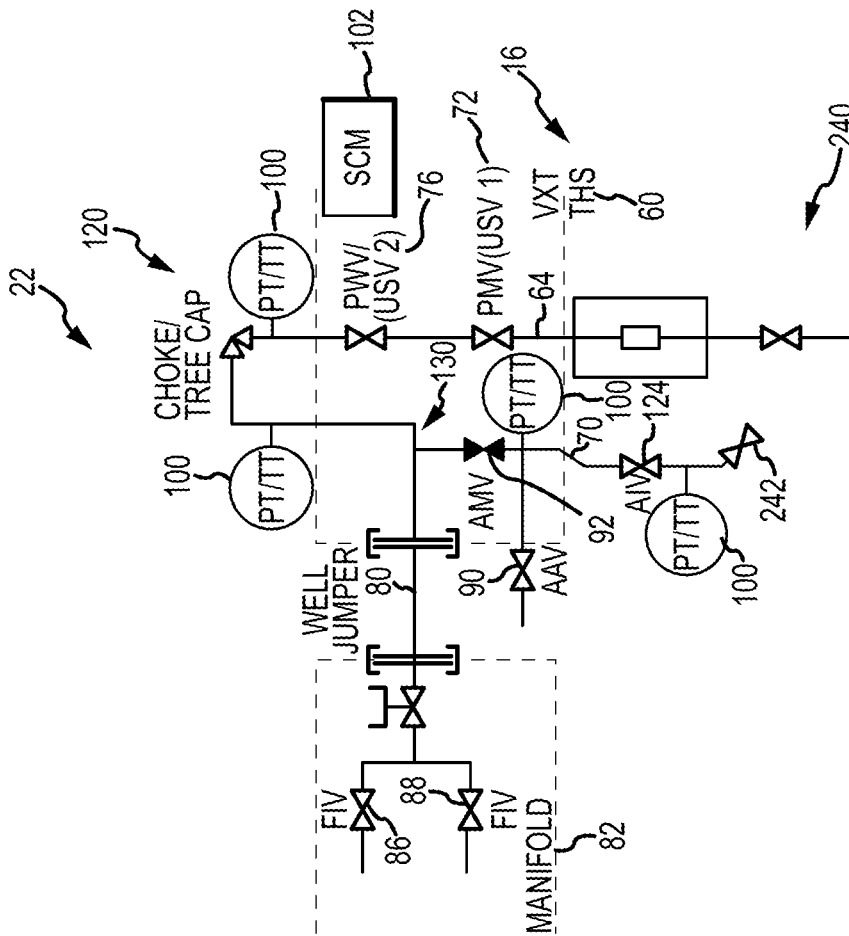 22
120
CHOKE/
TREE CAP
100
PT/TT
100
PT/TT
102
SCM
PWV/
(USV 2)
76
72
PMV(USV 1)
16
VXT
THS
60
64
130
PT/TT
100
WELL
JUMPER
80
AMV
92
90
AAV
70
124
AIV
PT/TT
100
242
240
FIV
86
88
FIV
MANIFOLD
82